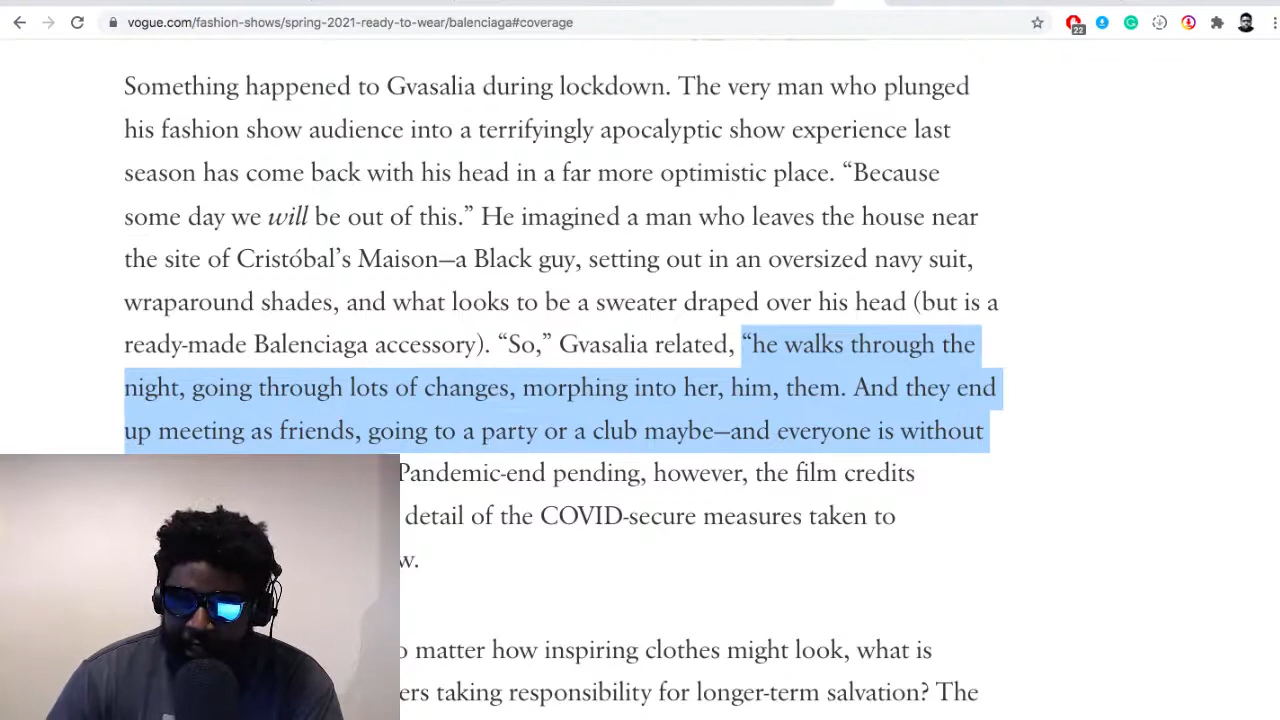 vogue.com/fashion-shows/spring-2021-ready-to-wear/balenciaga#coverage
22
Something happened to Gvasalia during lockdown. The very man who plunged
his fashion show audience into a terrifyingly apocalyptic show experience last
season has come back with his head in a far more optimistic place. “Because
some day we will be out of this.” He imagined a man who leaves the house near
the site of Cristóbal’s Maison—a Black guy, setting out in an oversized navy suit,
wraparound shades, and what looks to be a sweater draped over his head (but is a
ready-made Balenciaga accessory). “So,” Gvasalia related, “he walks through the
night, going through lots of changes, morphing into her, him, them. And they end
up meeting as friends, going to a party or a club maybe—and everyone is without
Pandemic-end pending, however, the film credits
detail of the COVID-secure measures taken to
w.
o matter how inspiring clothes might look, what is
ers taking responsibility for longer-term salvation? The